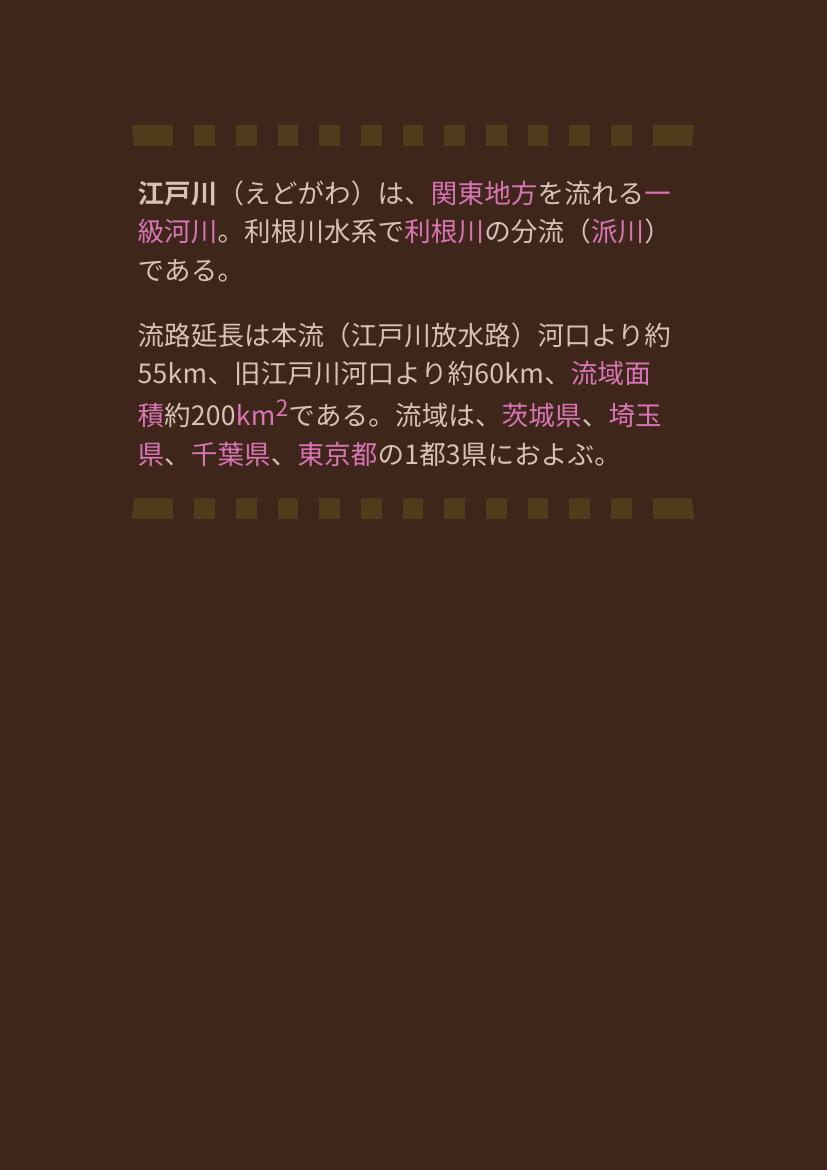 江戸川（えどがわ）は、関東地方を流れる一
級河川。利根川水系で利根川の分流（派川）
である。
流路延長は本流（江戸川放水路）河口より約
55km、旧江戸川河口より約60km、流域面
積約200km²である。流域は、茨城県、埼玉
県、千葉県、東京都の1都3県におよぶ。